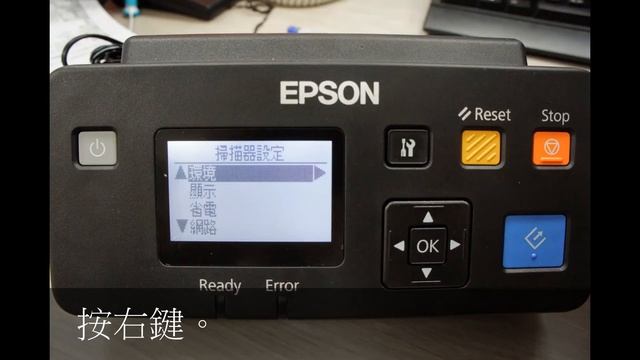 EPSON
Reset
Stop
掃描器設定
環境
顯示
省電
網路
OK
Ready
Error
按右鍵。